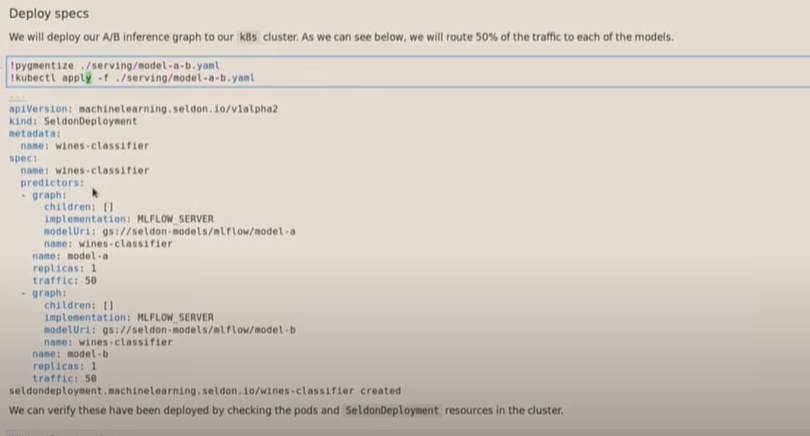 Deploy specs
We will deploy our A/B inference graph to our k8s cluster. As we can see below, we will route 50% of the traffic to each of the models.
!pygmentize ./serving/model-a-b.yaml
!kubectl apply -f ./serving/model-a-b.yaml
---
apiVersion: machinelearning.seldon.io/v1alpha2
kind: SeldonDeployment
metadata:
  name: wines-classifier
spec:
  name: wines-classifier
  predictors:
  - graph:
      children: []
      implementation: MLFLOW_SERVER
      modelUri: gs://seldon-models/mlflow/model-a
      name: wines-classifier
    name: model-a
    replicas: 1
    traffic: 50
  - graph:
      children: []
      implementation: MLFLOW_SERVER
      modelUri: gs://seldon-models/mlflow/model-b
      name: wines-classifier
    name: model-b
    replicas: 1
    traffic: 50
seldondeployment.machinelearning.seldon.io/wines-classifier created
We can verify these have been deployed by checking the pods and SeldonDeployment resources in the cluster.